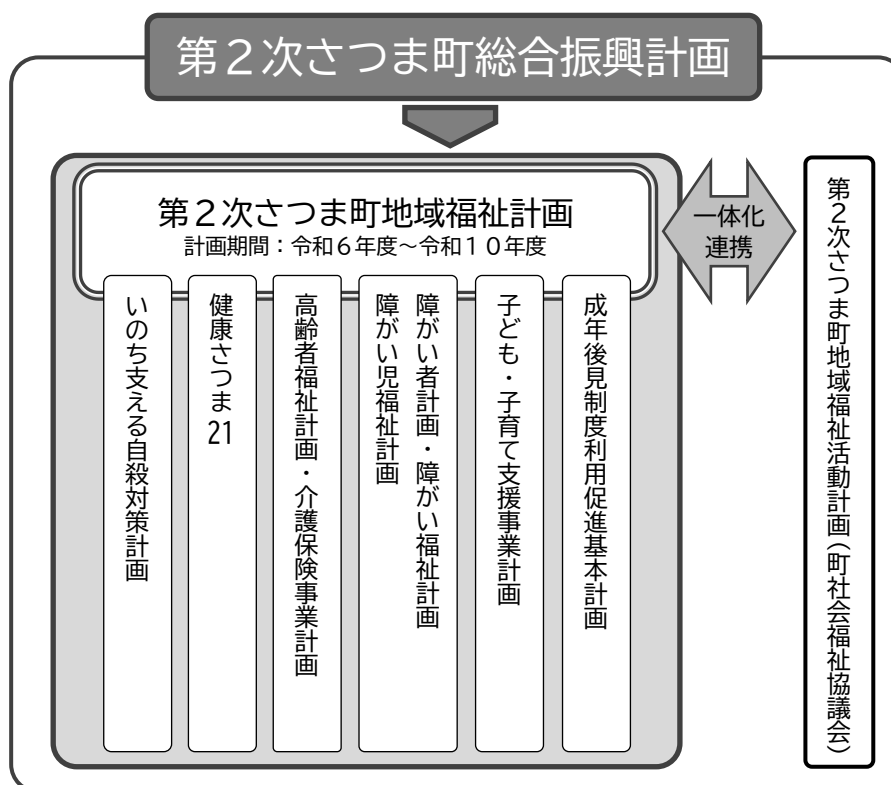 第２次さつま町総合振興計画
第２次さつま町地域福祉計画
計画期間：令和６年度～令和１０年度
一体化
連携
第２次さつま町地域福祉活動計画（町社会福祉協議会）
成年後見制度利用促進基本計画
子ども・子育て支援事業計画
障がい者計画・障がい福祉計画
障がい児福祉計画
高齢者福祉計画・介護保険事業計画
健康さつま21
いのち支える自殺対策計画